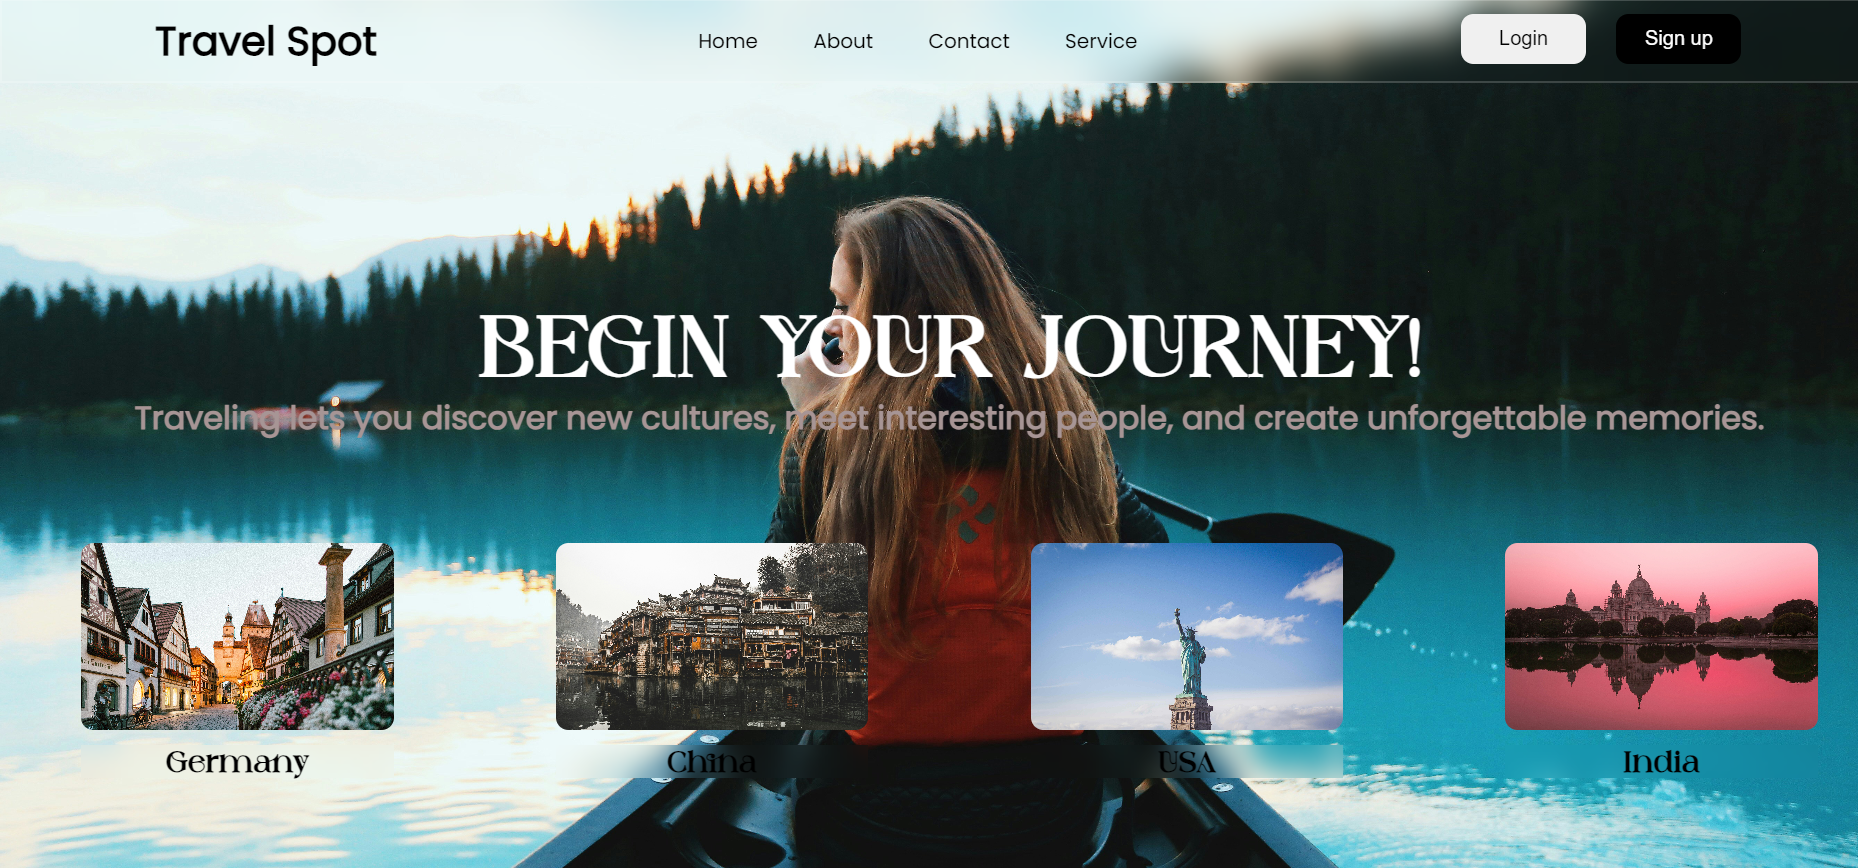 Travel Spot
Home About Contact Service
Login Sign up
BEGIN YOUR JOURNEY!
Traveling lets you discover new cultures, meet interesting people, and create unforgettable memories.
Germany China USA India